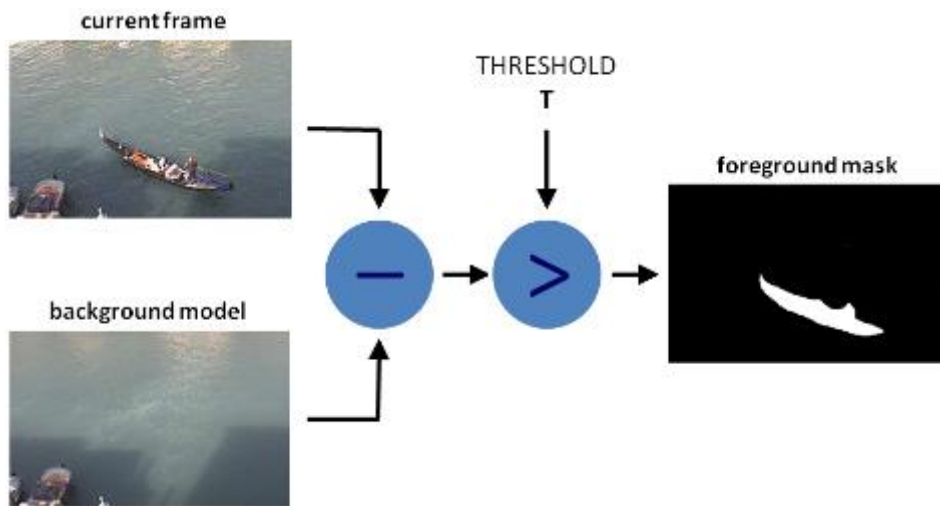 current frame
THRESHOLD
T
foreground mask
−
>
background model